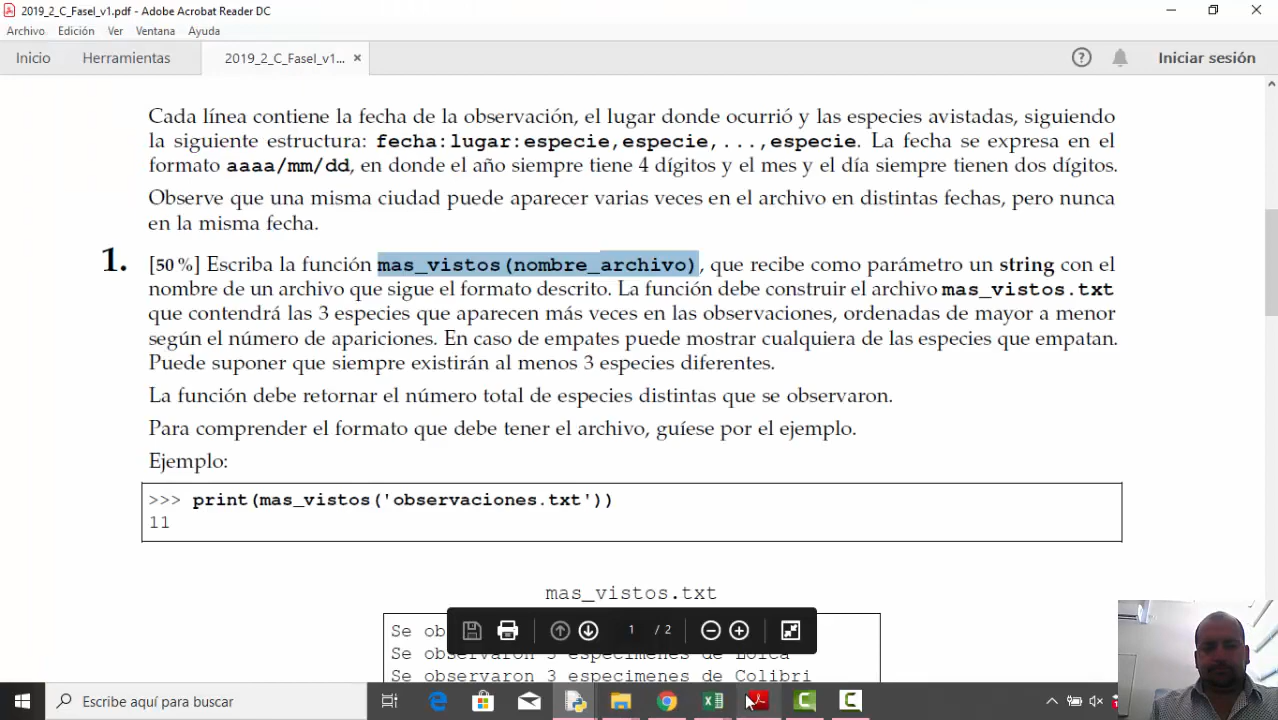 2019_2_C_Fasel_v1.pdf - Adobe Acrobat Reader DC
Archivo Edición Ver Ventana Ayuda
Inicio Herramientas 2019_2_C_Fasel_v1... × Iniciar sesión
Cada línea contiene la fecha de la observación, el lugar donde ocurrió y las especies avistadas, siguiendo
la siguiente estructura: fecha:lugar:especie,especie,...,especie. La fecha se expresa en el
formato aaaa/mm/dd, en donde el año siempre tiene 4 dígitos y el mes y el día siempre tienen dos dígitos.
Observe que una misma ciudad puede aparecer varias veces en el archivo en distintas fechas, pero nunca
en la misma fecha.
1. [50 %] Escriba la función mas_vistos(nombre_archivo), que recibe como parámetro un string con el
nombre de un archivo que sigue el formato descrito. La función debe construir el archivo mas_vistos.txt
que contendrá las 3 especies que aparecen más veces en las observaciones, ordenadas de mayor a menor
según el número de apariciones. En caso de empates puede mostrar cualquiera de las especies que empatan.
Puede suponer que siempre existirán al menos 3 especies diferentes.
La función debe retornar el número total de especies distintas que se observaron.
Para comprender el formato que debe tener el archivo, guíese por el ejemplo.
Ejemplo:
>>> print(mas_vistos('observaciones.txt'))
11
mas_vistos.txt
Se ob
1 / 2
Se observaron especimenes de
Se observaron 3 especimenes de Colibri
Escribe aquí para buscar